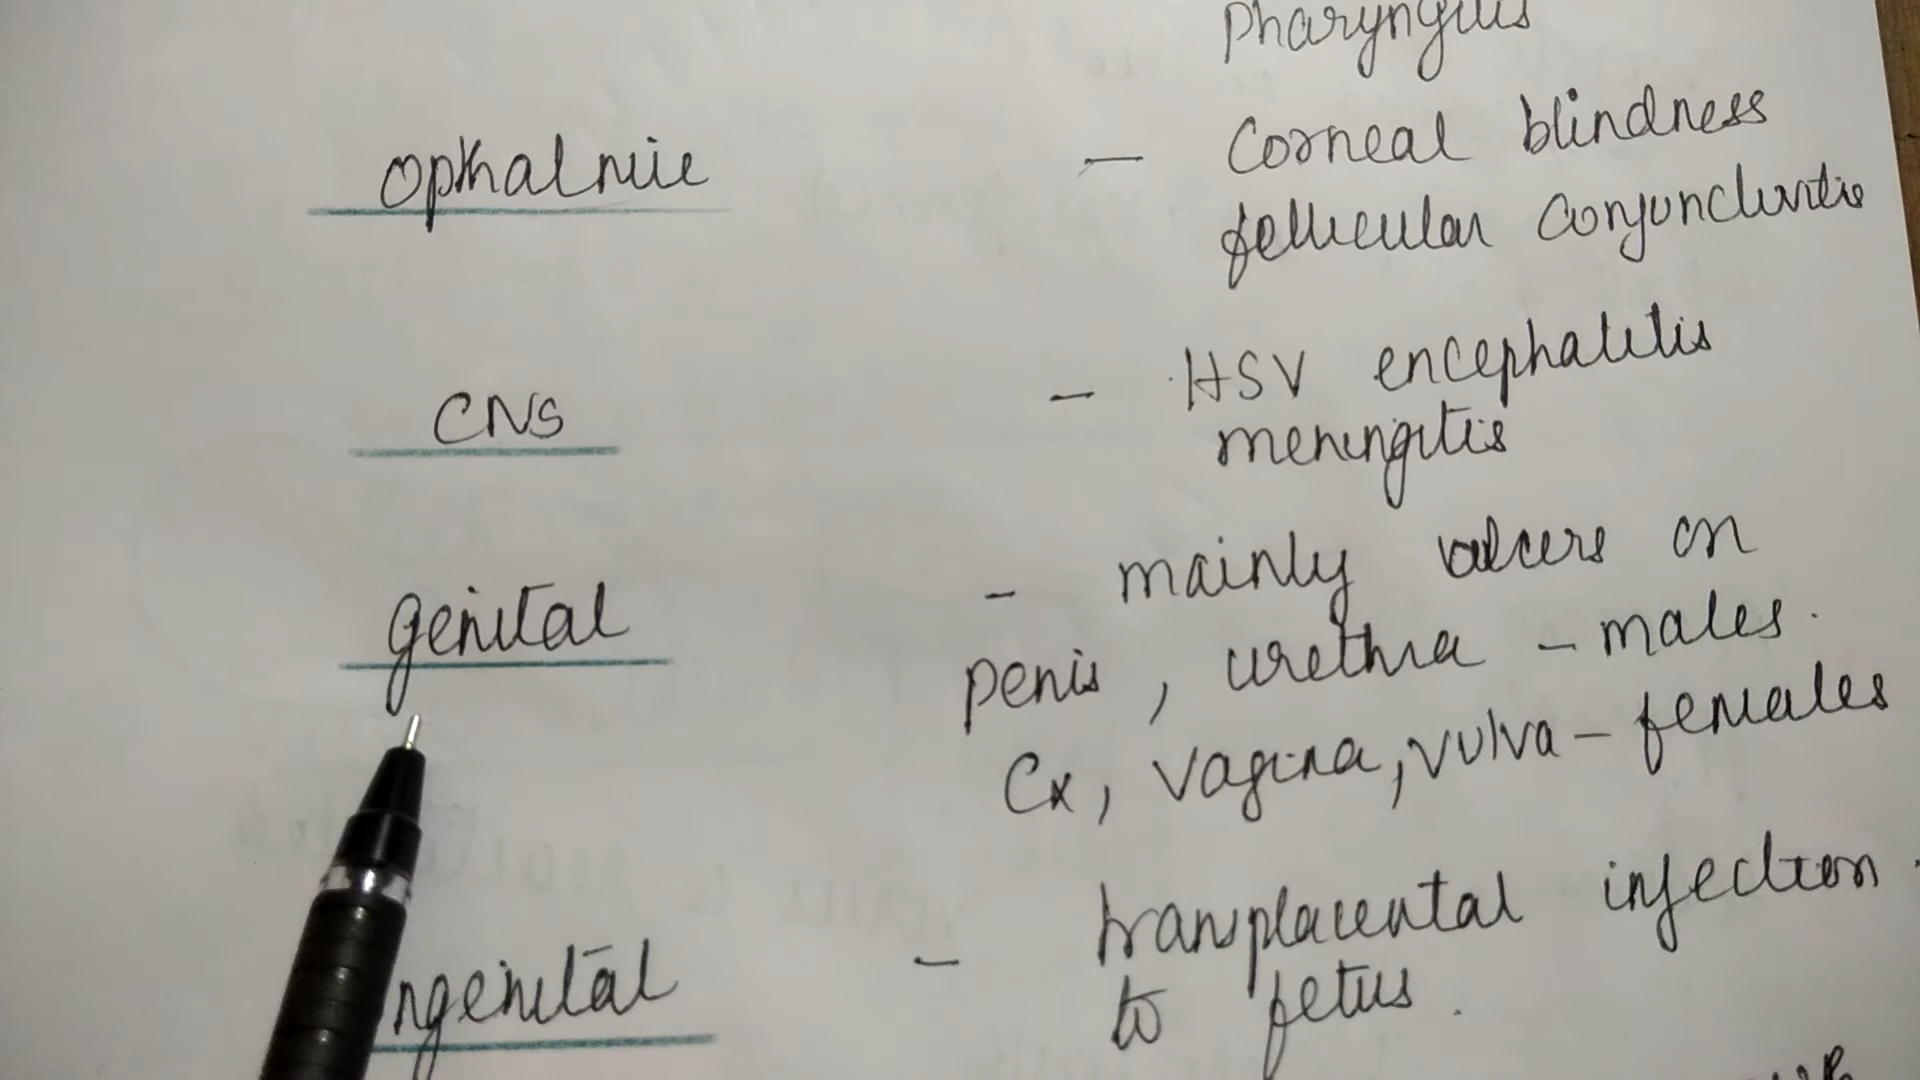 Pharyngitis
Ophalmic – Corneal blindness
follicular conjunctivitis
CNS – HSV encephalitis
meningitis
genital – mainly ulcers on
penis, urethra – males.
Cx, vagina, vulva – females
ngenital – transplacental infection
to fetus.